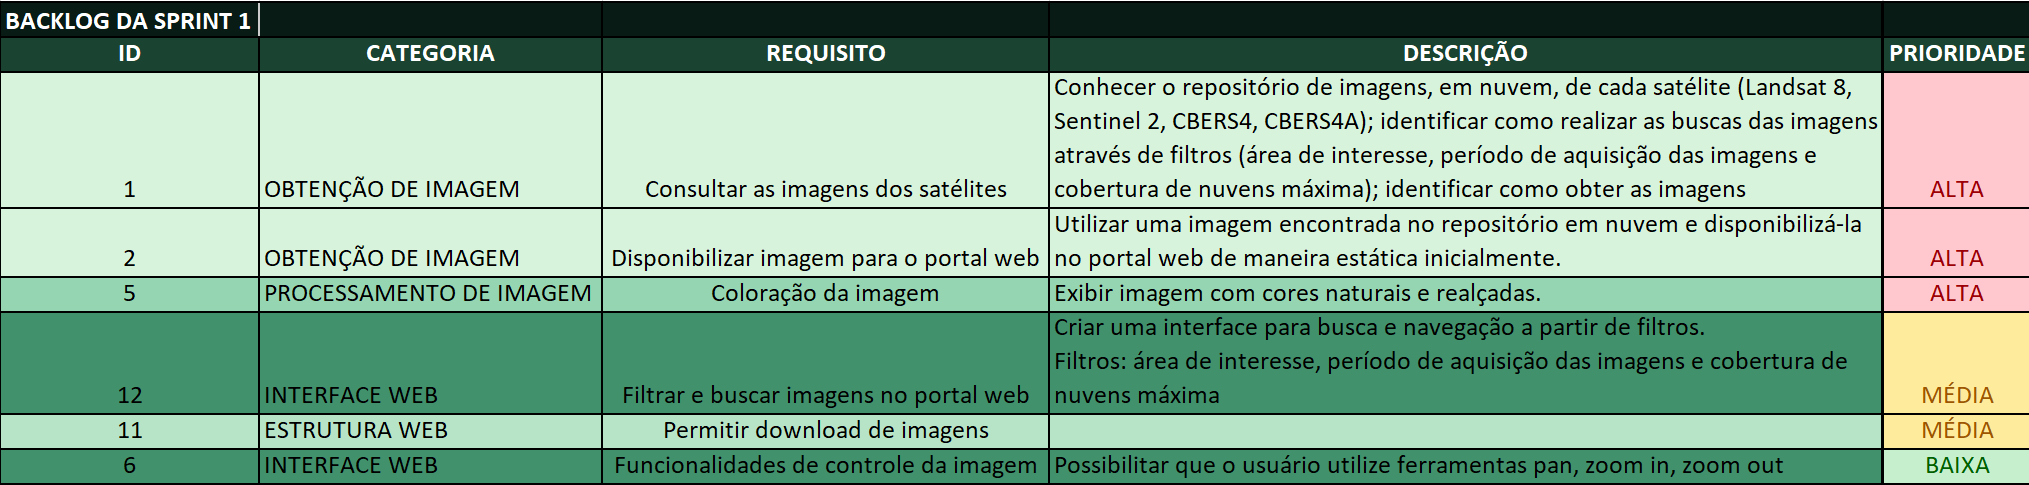 BACKLOG DA SPRINT 1
ID CATEGORIA REQUISITO DESCRIÇÃO PRIORIDADE
Conhecer o repositório de imagens, em nuvem, de cada satélite (Landsat 8,
Sentinel 2, CBERS4, CBERS4A); identificar como realizar as buscas das imagens
através de filtros (área de interesse, período de aquisição das imagens e
1 OBTENÇÃO DE IMAGEM Consultar as imagens dos satélites cobertura de nuvens máxima); identificar como obter as imagens ALTA
Utilizar uma imagem encontrada no repositório em nuvem e disponibilizá-la
2 OBTENÇÃO DE IMAGEM Disponibilizar imagem para o portal web no portal web de maneira estática inicialmente. ALTA
5 PROCESSAMENTO DE IMAGEM Coloração da imagem Exibir imagem com cores naturais e realçadas. ALTA
Criar uma interface para busca e navegação a partir de filtros.
Filtros: área de interesse, período de aquisição das imagens e cobertura de
12 INTERFACE WEB Filtrar e buscar imagens no portal web nuvens máxima MÉDIA
11 ESTRUTURA WEB Permitir download de imagens MÉDIA
6 INTERFACE WEB Funcionalidades de controle da imagem Possibilitar que o usuário utilize ferramentas pan, zoom in, zoom out BAIXA